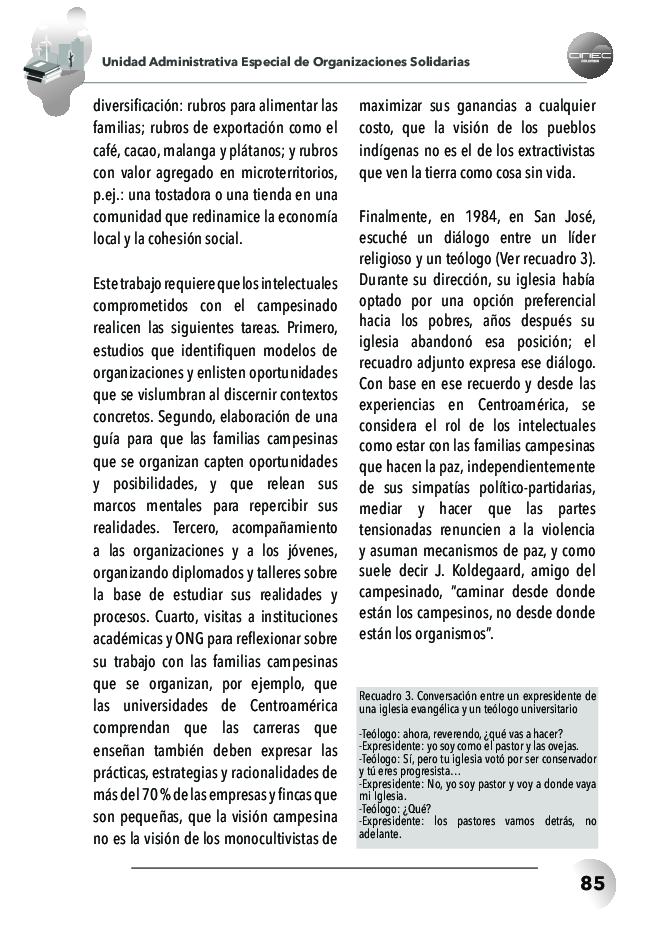 Unidad Administrativa Especial de Organizaciones Solidarias
CINEC
COLOMBIA
diversificación: rubros para alimentar las
familias; rubros de exportación como el
café, cacao, malanga y plátanos; y rubros
con valor agregado en microterritorios,
p.ej.: una tostadora o una tienda en una
comunidad que redinamice la economía
local y la cohesión social.
Este trabajo requiere que los intelectuales
comprometidos con el campesinado
realicen las siguientes tareas. Primero,
estudios que identifiquen modelos de
organizaciones y enlisten oportunidades
que se vislumbran al discernir contextos
concretos. Segundo, elaboración de una
guía para que las familias campesinas
que se organizan capten oportunidades
y posibilidades, y que relean sus
marcos mentales para repercibir sus
realidades. Tercero, acompañamiento
a las organizaciones y a los jóvenes,
organizando diplomados y talleres sobre
la base de estudiar sus realidades y
procesos. Cuarto, visitas a instituciones
académicas y ONG para reflexionar sobre
su trabajo con las familias campesinas
que se organizan, por ejemplo, que
las universidades de Centroamérica
comprendan que las carreras que
enseñan también deben expresar las
prácticas, estrategias y racionalidades de
más del 70 % de las empresas y fincas que
son pequeñas, que la visión campesina
no es la visión de los monocultivistas de
maximizar sus ganancias a cualquier
costo, que la visión de los pueblos
indígenas no es el de los extractivistas
que ven la tierra como cosa sin vida.
Finalmente, en 1984, en San José,
escuché un diálogo entre un líder
religioso y un teólogo (Ver recuadro 3).
Durante su dirección, su iglesia había
optado por una opción preferencial
hacia los pobres, años después su
iglesia abandonó esa posición; el
recuadro adjunto expresa ese diálogo.
Con base en ese recuerdo y desde las
experiencias en Centroamérica, se
considera el rol de los intelectuales
como estar con las familias campesinas
que hacen la paz, independientemente
de sus simpatías político-partidarias,
mediar y hacer que las partes
tensionadas renuncien a la violencia
y asuman mecanismos de paz, y como
suele decir J. Koldegaard, amigo del
campesinado, "caminar desde donde
están los campesinos, no desde donde
están los organismos".
Recuadro 3. Conversación entre un expresidente de
una iglesia evangélica y un teólogo universitario
-Teólogo: ahora, reverendo, ¿qué vas a hacer?
-Expresidente: yo soy como el pastor y las ovejas.
-Teólogo: Sí, pero tu iglesia votó por ser conservador
y tú eres progresista...
-Expresidente: No, yo soy pastor y voy a donde vaya
mi Iglesia.
-Teólogo: ¿Qué?
-Expresidente: los pastores vamos detrás, no
adelante.
85